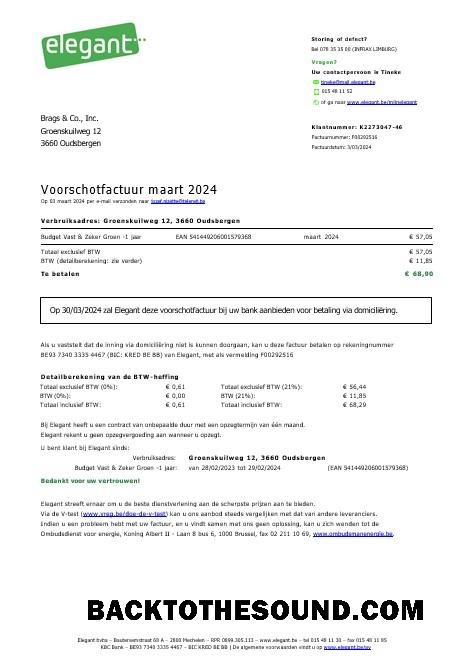 elegant
Storing of defect?
Bel 078 35 35 00 (INFRAX LIMBURG)
Vragen?
Uw contactpersoon is Tineke
tineke@mail.elegant.be
015 48 11 52
of ga naar www.elegant.be/mijnelegant
Brags & Co., Inc.
Groenskuilweg 12
3660 Oudsbergen
Klantnummer: K2273047-46
Factuurnummer: F00292516
Factuurdatum: 3/03/2024
Voorschotfactuur maart 2024
Op 03 maart 2024 per e-mail verzonden naar
Verbruiksadres: Groenskuilweg 12, 3660 Oudsbergen
Budget Vast & Zeker Groen -1 jaar EAN 541449206001579368 maart 2024 € 57,05
Totaal exclusief BTW € 57,05
BTW (detailberekening: zie verder) € 11,85
Te betalen € 68,90
Op 30/03/2024 zal Elegant deze voorschotfactuur bij uw bank aanbieden voor betaling via domiciliëring.
Als u vaststelt dat de inning via domiciliëring niet is kunnen doorgaan, kan u deze factuur betalen op rekeningnummer
BE93 7340 3335 4467 (BIC: KRED BE BB) van Elegant, met als vermelding F00292516
Detailberekening van de BTW-heffing
Totaal exclusief BTW (0%): € 0,61 Totaal exclusief BTW (21%): € 56,44
BTW (0%): € 0,00 BTW (21%): € 11,85
Totaal inclusief BTW: € 0,61 Totaal inclusief BTW: € 68,29
Bij Elegant heeft u een contract van onbepaalde duur met een opzegtermijn van één maand.
Elegant rekent u geen opzegvergoeding aan wanneer u opzegt.
U bent klant bij Elegant sinds:
Verbruiksadres: Groenskuilweg 12, 3660 Oudsbergen
Budget Vast & Zeker Groen -1 jaar: van 28/02/2023 tot 29/02/2024 (EAN 541449206001579368)
Bedankt voor uw vertrouwen!
Elegant streeft ernaar om u de beste dienstverlening aan de scherpste prijzen aan te bieden.
Via de V-test (www.vreg.be/doe-de-v-test) kan u ons aanbod steeds vergelijken met dat van andere leveranciers.
Indien u een probleem hebt met uw factuur, en u vindt samen met ons geen oplossing, kan u zich wenden tot de
Ombudsdienst voor energie, Koning Albert II - Laan 8 bus 6, 1000 Brussel, fax 02 211 10 69, www.ombudsmanenergie.be.
BACKTOTHESOUND.COM
Elegant bvba – Battelsesteenweg – 2800 Mechelen – RPR 0899.305.113 – www.elegant.be – tel 015 48 11 30 – fax 015 48 11 95
KBC Bank – BE93 7340 3335 4467 – BIC: KRED BE BB | De algemene voorwaarden vindt u op www.elegant.be/av